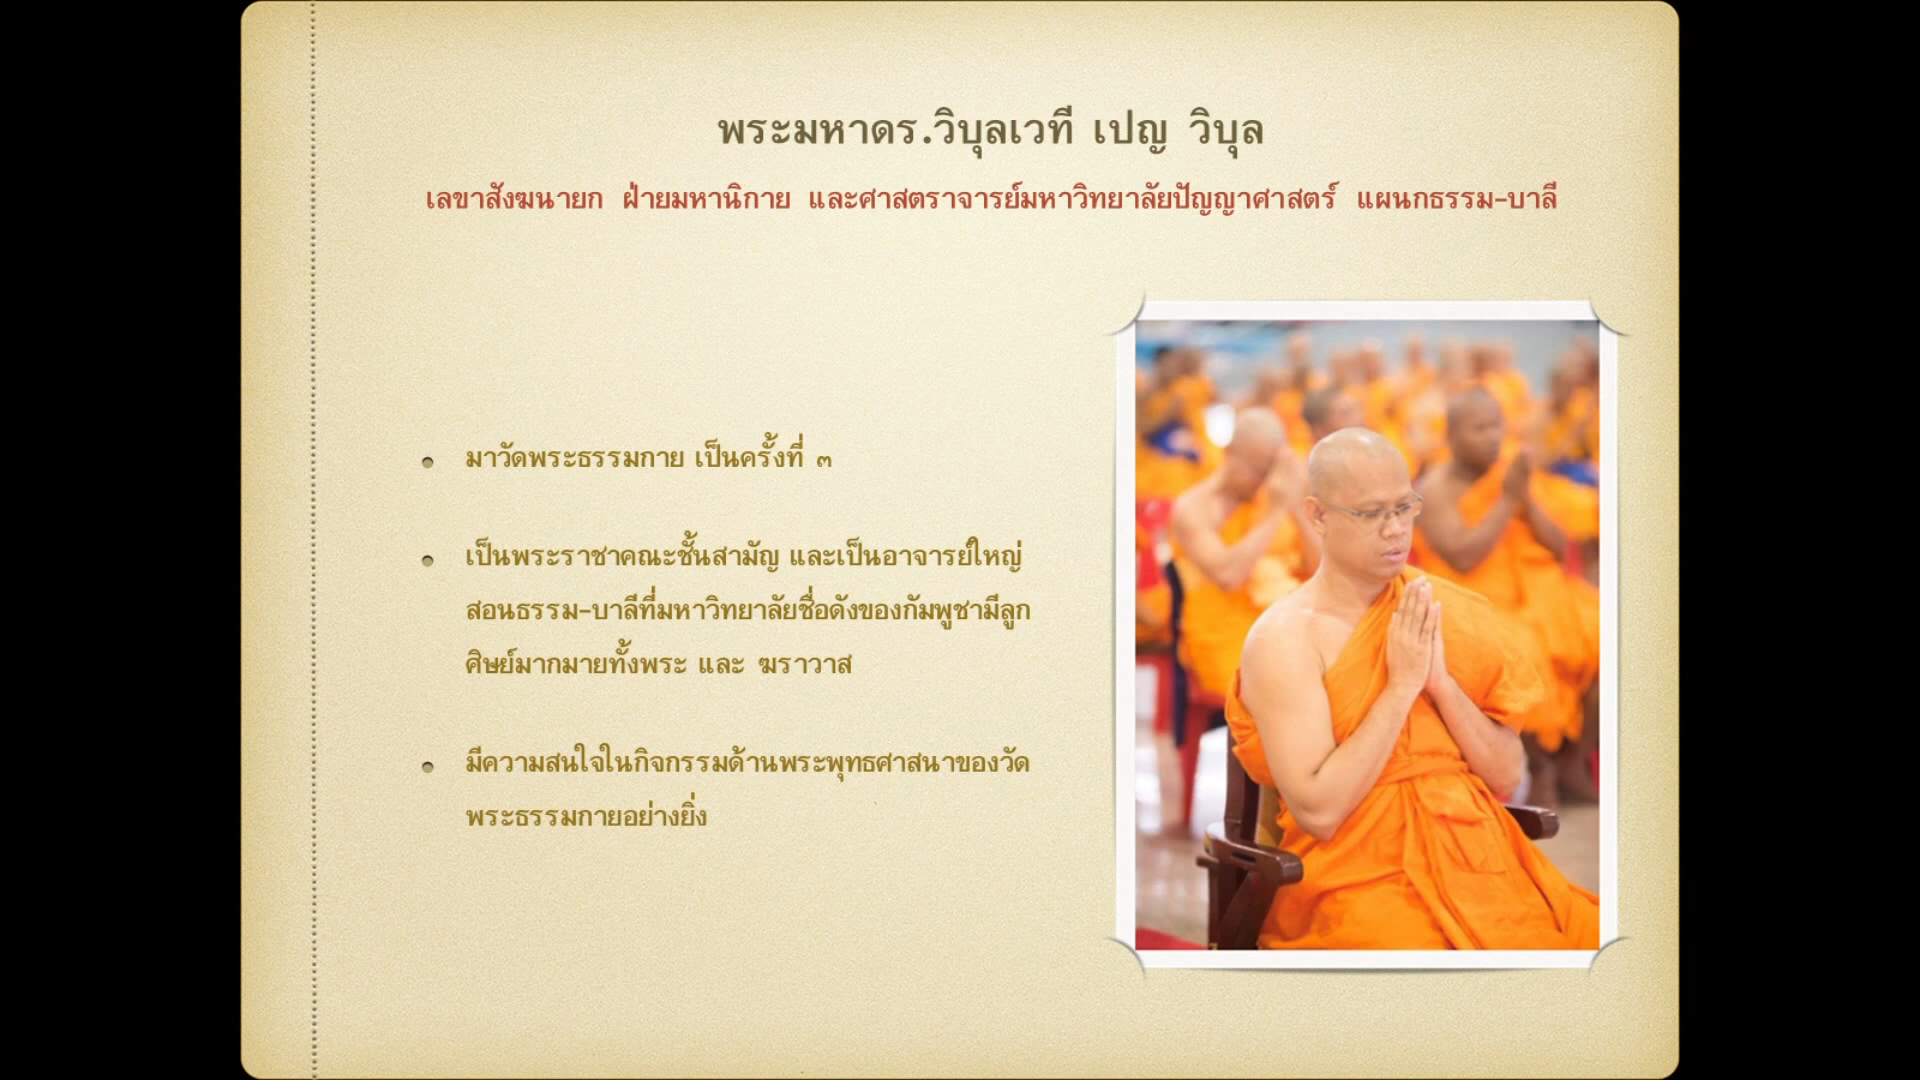 พระมหาดร.วิบุลเวที เปญ วิบุล
เลขาสังฆนายก ฝ่ายมหานิกาย และศาสตราจารย์มหาวิทยาลัยปัญญาศาสตร์ แผนกธรรม-บาลี
มาวัดพระธรรมกาย เป็นครั้งที่ ๓
เป็นพระราชาคณะชั้นสามัญ และเป็นอาจารย์ใหญ่
สอนธรรม-บาลีที่มหาวิทยาลัยชื่อดังของกัมพูชามีลูก
ศิษย์มากมายทั้งพระ และ ฆราวาส
มีความสนใจในกิจกรรมด้านพระพุทธศาสนาของวัด
พระธรรมกายอย่างยิ่ง